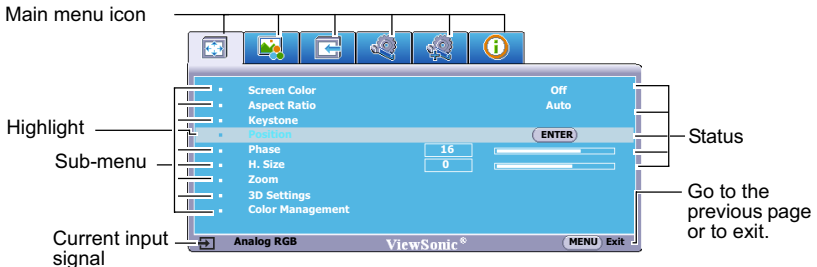 Main menu icon
Screen Color Off
Aspect Ratio Auto
Keystone
Highlight
Position ENTER
Status
Phase 16
Sub-menu
H. Size 0
Zoom
3D Settings
Color Management
Go to the
previous page
or to exit.
Current input
signal
Analog RGB ViewSonic® MENU Exit